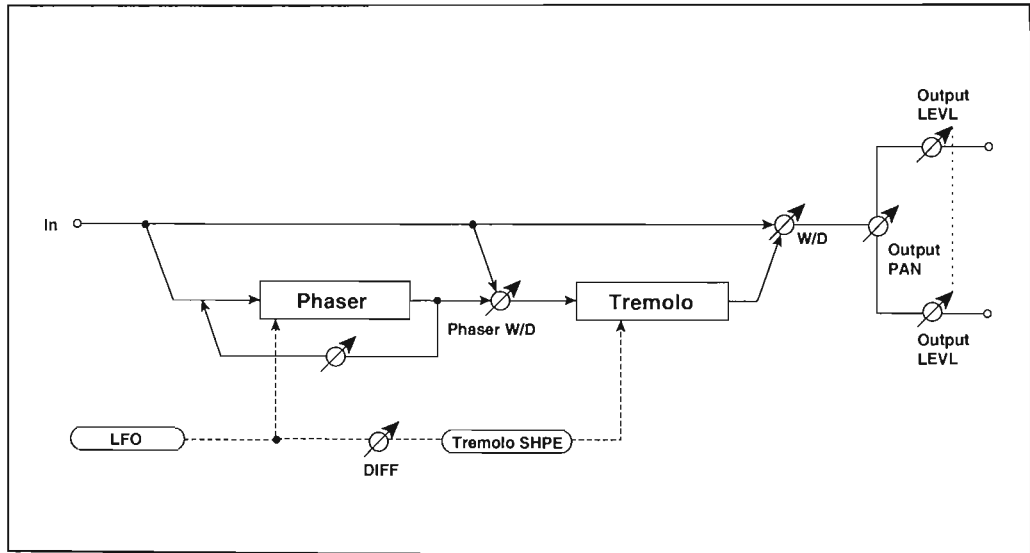 Output
LEVL
In
W/D
Output
PAN
Phaser
Phaser W/D
Tremolo
Output
LEVL
LFO
DIFF
Tremolo SHPE